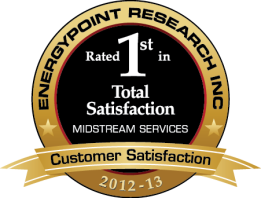 ENERGYPOINT RESEARCH INC
Rated 1st in
Total
Satisfaction
MIDSTREAM SERVICES
Customer Satisfaction
2012-13